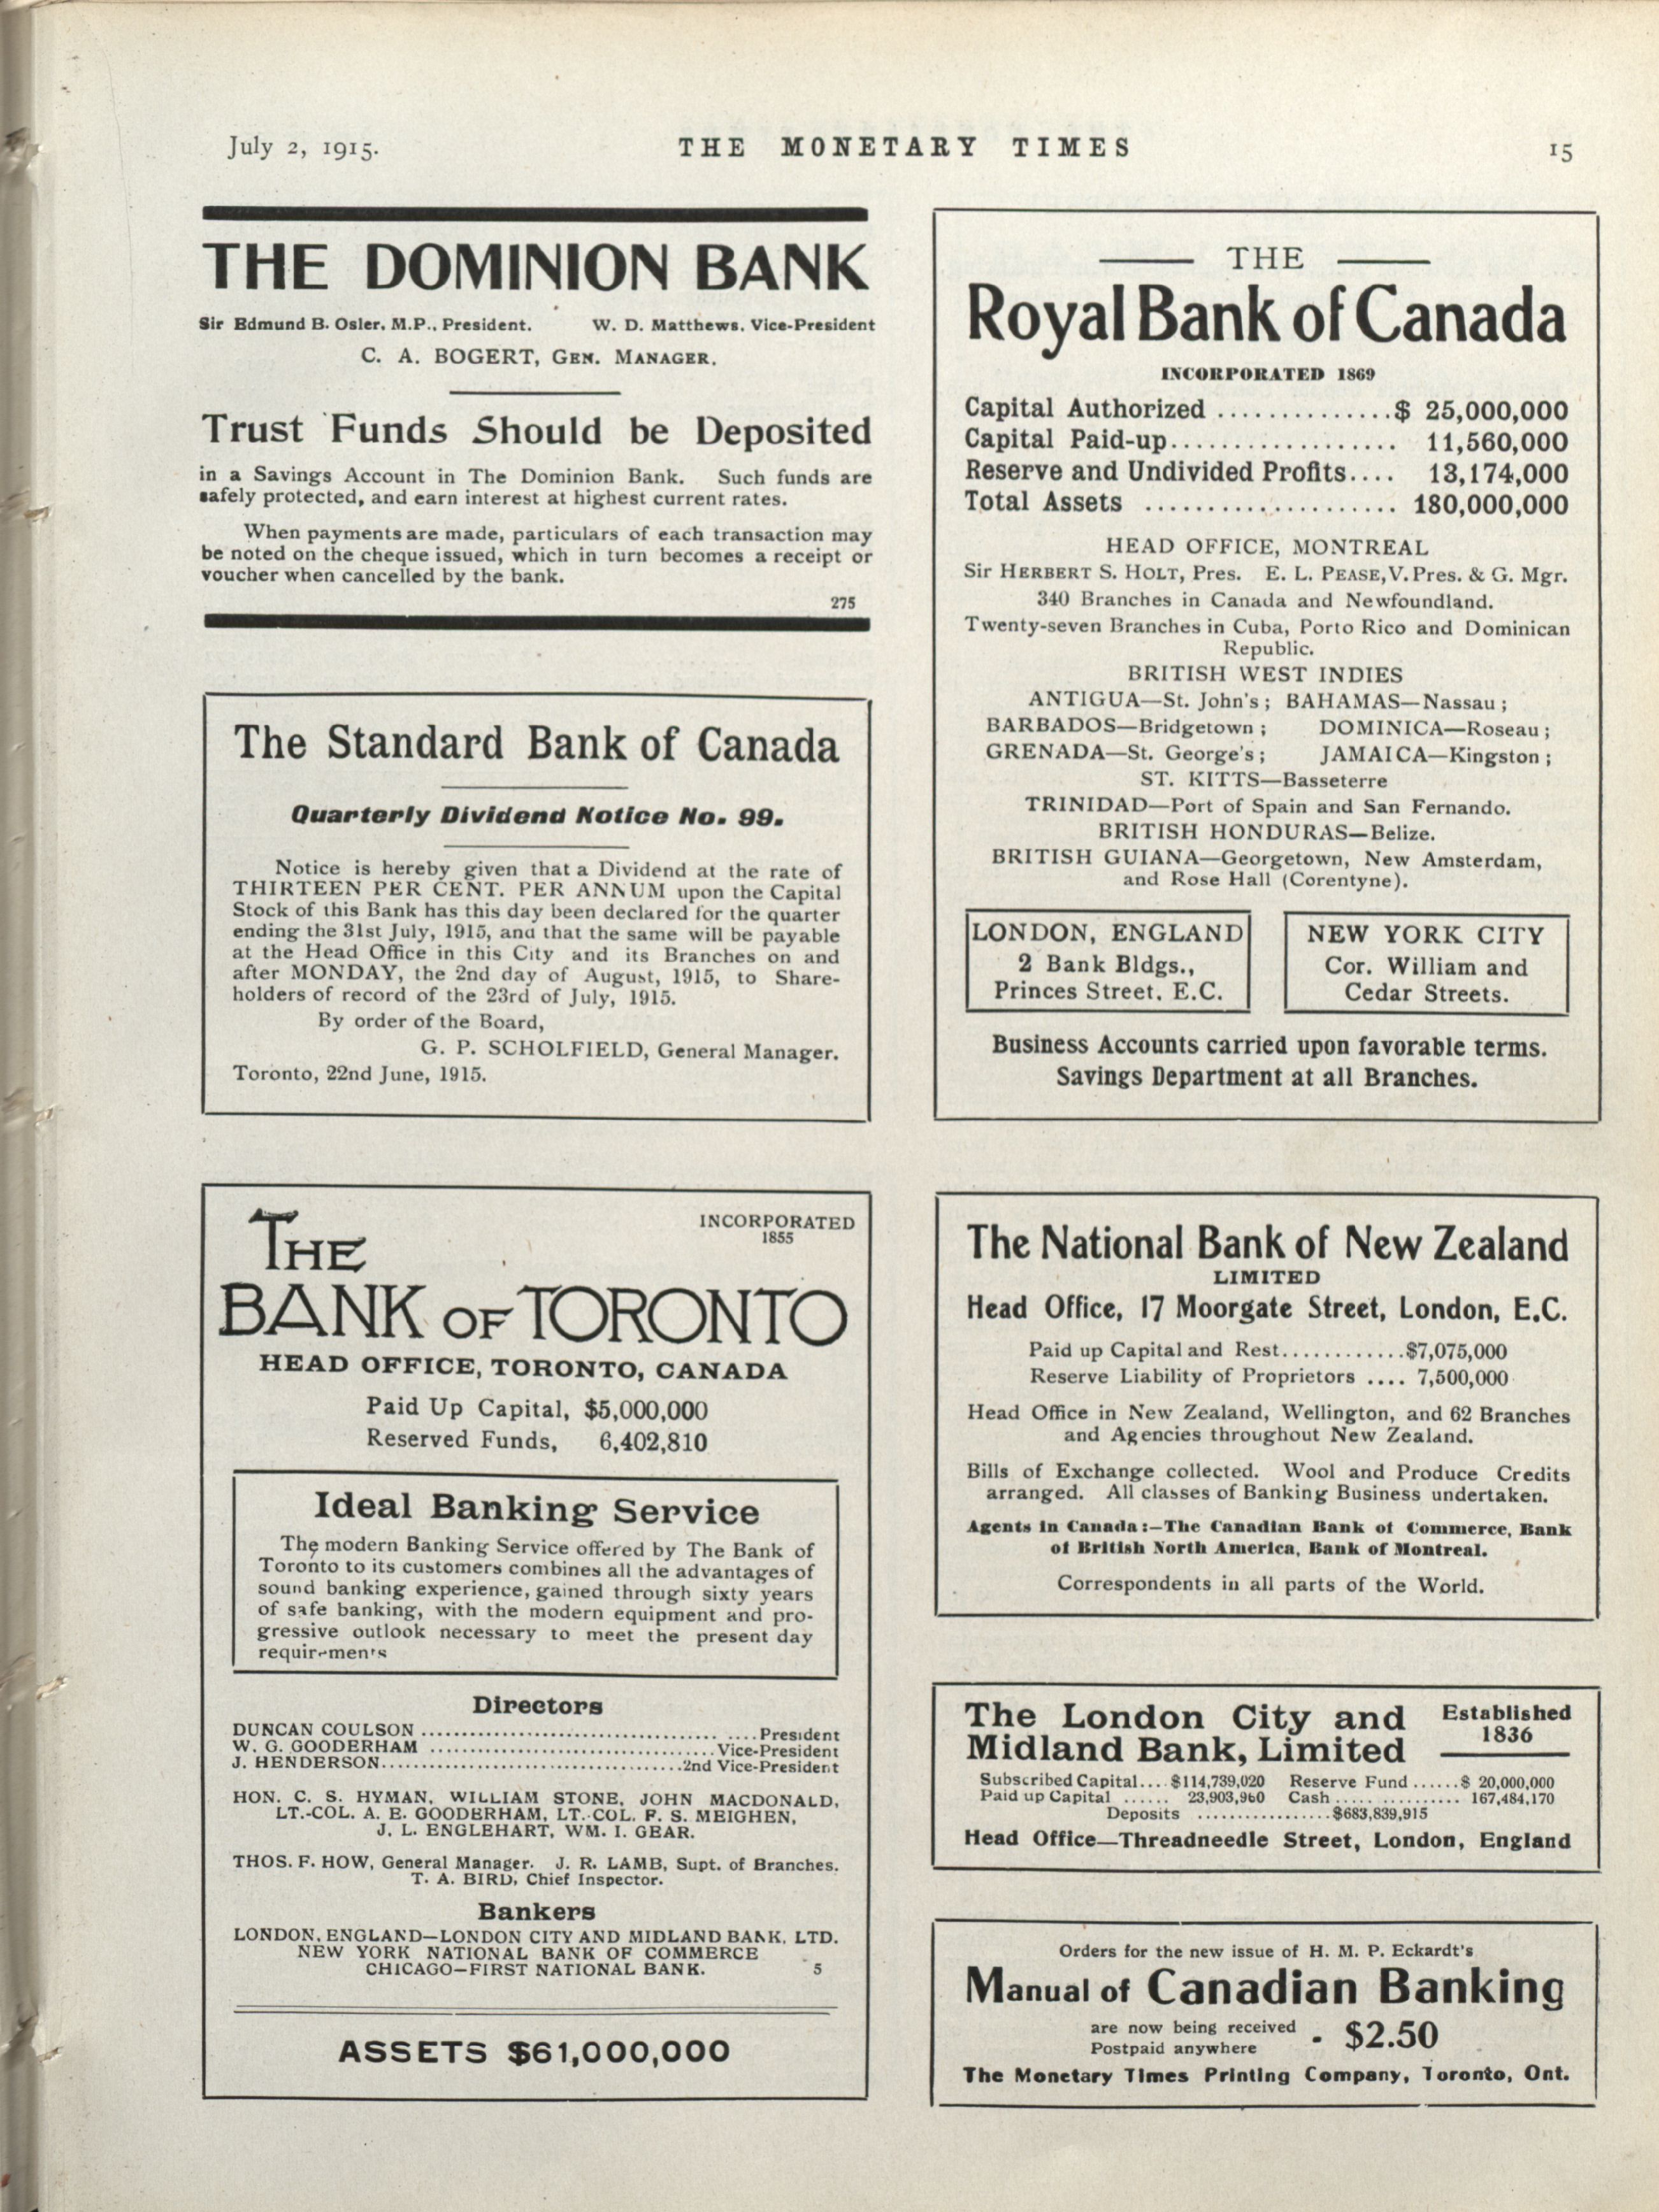 July 2, 1915.
THE MONETARY TIMES
15
THE DOMINION BANK
Sir Edmund B. Osler, M.P., President. W. D. Matthews, Vice-President
C. A. BOGERT, GEN. MANAGER.
Trust Funds Should be Deposited
in a Savings Account in The Dominion Bank. Such funds are
safely protected, and earn interest at highest current rates.
When payments are made, particulars of each transaction may
be noted on the cheque issued, which in turn becomes a receipt or
voucher when cancelled by the bank.
275
The Standard Bank of Canada
Quarterly Dividend Notice No. 99.
Notice is hereby given that a Dividend at the rate of
THIRTEEN PER CENT. PER ANNUM upon the Capital
Stock of this Bank has this day been declared for the quarter
ending the 31st July, 1915, and that the same will be payable
at the Head Office in this City and its Branches on and
after MONDAY, the 2nd day of August, 1915, to Share-
holders of record of the 23rd of July, 1915.
By order of the Board,
G. P. SCHOLFIELD, General Manager.
Toronto, 22nd June, 1915.
THE
BANK OF TORONTO
INCORPORATED
1855
HEAD OFFICE, TORONTO, CANADA
Paid Up Capital, $5,000,000
Reserved Funds, 6,402,810
Ideal Banking Service
The modern Banking Service offered by The Bank of
Toronto to its customers combines all the advantages of
sound banking experience, gained through sixty years
of safe banking, with the modern equipment and pro-
gressive outlook necessary to meet the present day
requirements
Directors
DUNCAN COULSON .................................... President
W. G. GOODERHAM .................................... Vice-President
J. HENDERSON.....................................2nd Vice-President
HON. C. S. HYMAN, WILLIAM STONE, JOHN MACDONALD,
LT.-COL. A. E. GOODERHAM, LT.-COL. F. S. MEIGHEN,
J. L. ENGLEHART, WM. I. GEAR.
THOS. F. HOW, General Manager. J. R. LAMB, Supt. of Branches.
T. A. BIRD, Chief Inspector.
Bankers
LONDON, ENGLAND—LONDON CITY AND MIDLAND BANK, LTD.
NEW YORK NATIONAL BANK OF COMMERCE
CHICAGO—FIRST NATIONAL BANK. 5
ASSETS $61,000,000
THE
Royal Bank of Canada
INCORPORATED 1869
Capital Authorized ..............$ 25,000,000
Capital Paid-up.................. 11,560,000
Reserve and Undivided Profits.... 13,174,000
Total Assets .................... 180,000,000
HEAD OFFICE, MONTREAL
Sir HERBERT S. HOLT, Pres. E. L. PEASE, V. Pres. & G. Mgr.
340 Branches in Canada and Newfoundland.
Twenty-seven Branches in Cuba, Porto Rico and Dominican
Republic.
BRITISH WEST INDIES
ANTIGUA—St. John's; BAHAMAS—Nassau;
BARBADOS—Bridgetown; DOMINICA—Roseau;
GRENADA—St. George's; JAMAICA—Kingston;
ST. KITTS—Basseterre
TRINIDAD—Port of Spain and San Fernando.
BRITISH HONDURAS—Belize.
BRITISH GUIANA—Georgetown, New Amsterdam,
and Rose Hall (Corentyne).
LONDON, ENGLAND
2 Bank Bldgs.,
Princes Street, E.C.
NEW YORK CITY
Cor. William and
Cedar Streets.
Business Accounts carried upon favorable terms.
Savings Department at all Branches.
The National Bank of New Zealand
LIMITED
Head Office, 17 Moorgate Street, London, E.C.
Paid up Capital and Rest............$7,075,000
Reserve Liability of Proprietors .... 7,500,000
Head Office in New Zealand, Wellington, and 62 Branches
and Agencies throughout New Zealand.
Bills of Exchange collected. Wool and Produce Credits
arranged. All classes of Banking Business undertaken.
Agents in Canada:—The Canadian Bank of Commerce, Bank
of British North America, Bank of Montreal.
Correspondents in all parts of the World.
The London City and
Midland Bank, Limited
Established
1836
Subscribed Capital.... $114,739,020 Reserve Fund ......$ 20,000,000
Paid up Capital ...... 23,903,960 Cash ................ 167,484,170
Deposits .................$683,839,915
Head Office—Threadneedle Street, London, England
Orders for the new issue of H. M. P. Eckardt's
Manual of Canadian Banking
are now being received
Postpaid anywhere - $2.50
The Monetary Times Printing Company, Toronto, Ont.